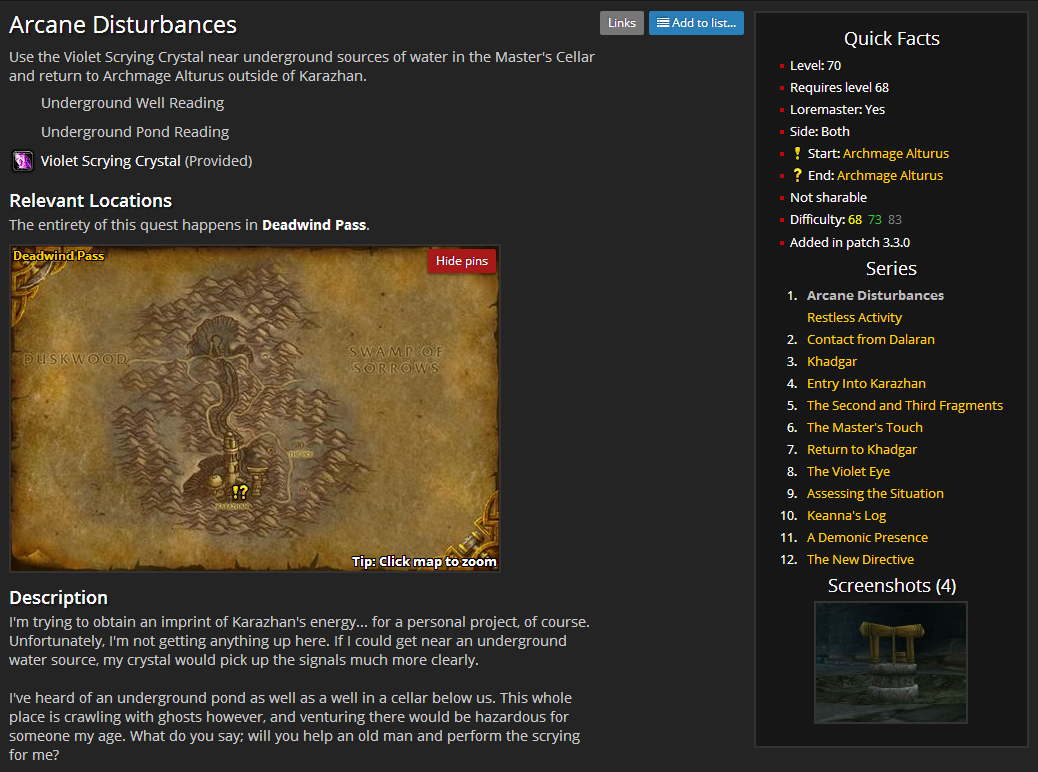 Arcane Disturbances
Links
Add to list...
Use the Violet Scrying Crystal near underground sources of water in the Master's Cellar
and return to Archmage Alturus outside of Karazhan.
Underground Well Reading
Underground Pond Reading
Violet Scrying Crystal (Provided)
Relevant Locations
The entirety of this quest happens in Deadwind Pass.
Deadwind Pass
Hide pins
DUSKWOOD
SWAMP OF
SORROWS
THE VICE
KARAZHAN
Tip: Click map to zoom
Description
I'm trying to obtain an imprint of Karazhan's energy... for a personal project, of course.
Unfortunately, I'm not getting anything up here. If I could get near an underground
water source, my crystal would pick up the signals much more clearly.
I've heard of an underground pond as well as a well in a cellar below us. This whole
place is crawling with ghosts however, and venturing there would be hazardous for
someone my age. What do you say; will you help an old man and perform the scrying
for me?
Quick Facts
Level: 70
Requires level 68
Loremaster: Yes
Side: Both
! Start: Archmage Alturus
? End: Archmage Alturus
Not sharable
Difficulty: 68 73 83
Added in patch 3.3.0
Series
1. Arcane Disturbances
Restless Activity
2. Contact from Dalaran
3. Khadgar
4. Entry Into Karazhan
5. The Second and Third Fragments
6. The Master's Touch
7. Return to Khadgar
8. The Violet Eye
9. Assessing the Situation
10. Keanna's Log
11. A Demonic Presence
12. The New Directive
Screenshots (4)